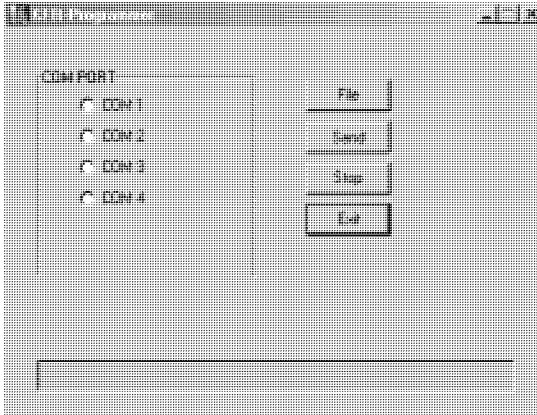 Programmer
COM PORT
COM 1
COM 2
COM 3
COM 4
File
Send
Stop
Exit